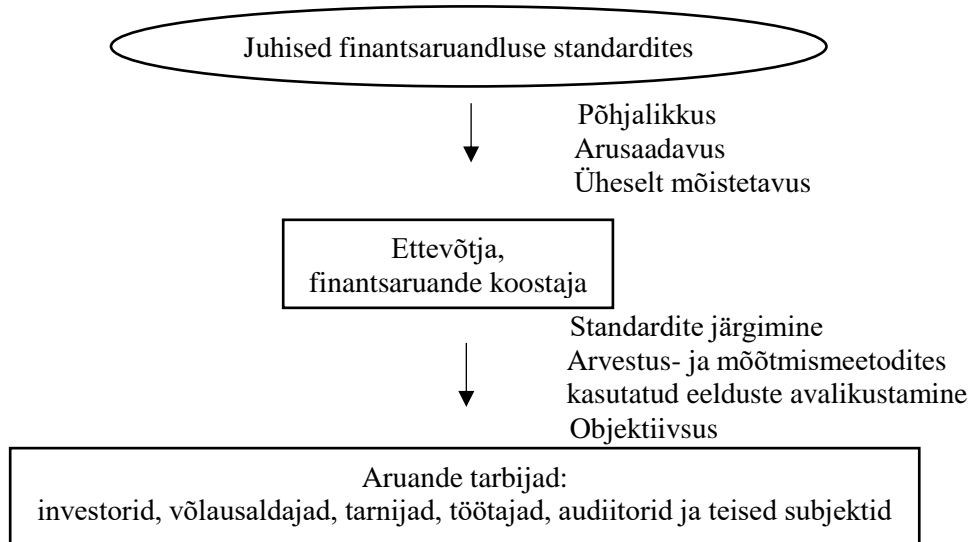 Juhised finantsaruandluse standardites
Põhjalikkus
Arusaadavus
Üheselt mõistetavus
Ettevõtja,
finantsaruande koostaja
Standardite järgimine
Arvestus- ja mõõtmismeetodites
kasutatud eelduste avalikustamine
Objektiivsus
Aruande tarbijad:
investorid, võlausaldajad, tarnijad, töötajad, audiitorid ja teised subjektid